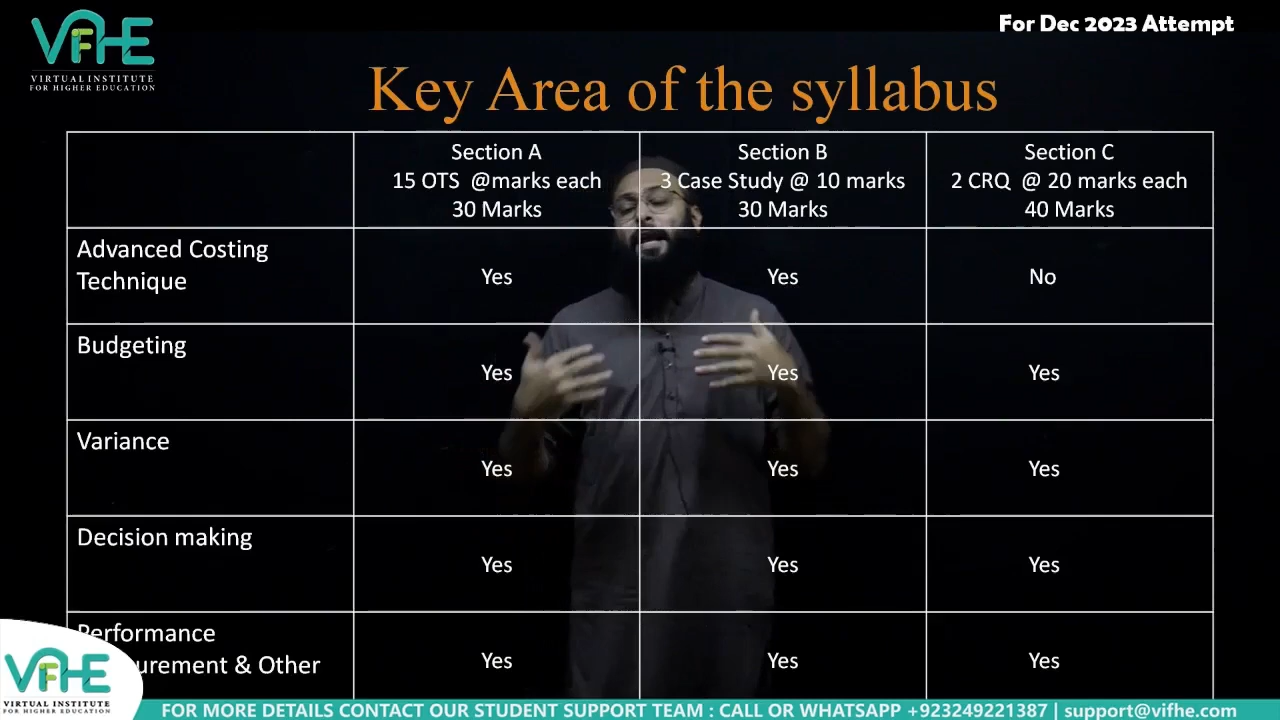 For Dec 2023 Attempt
VIFHE
VIRTUAL INSTITUTE
FOR HIGHER EDUCATION
Key Area of the syllabus
Section A
15 OTS @marks each
30 Marks
Section B
3 Case Study @ 10 marks
30 Marks
Section C
2 CRQ @ 20 marks each
40 Marks
Advanced Costing
Technique
Yes
Yes
No
Budgeting
Yes
Yes
Yes
Variance
Yes
Yes
Yes
Decision making
Yes
Yes
Yes
Performance
urement & Other
Yes
Yes
Yes
VIFHE
VIRTUAL INSTITUTE
FOR HIGHER EDUCATION
FOR MORE DETAILS CONTACT OUR STUDENT SUPPORT TEAM : CALL OR WHATSAPP +923249221387 | support@vifhe.com